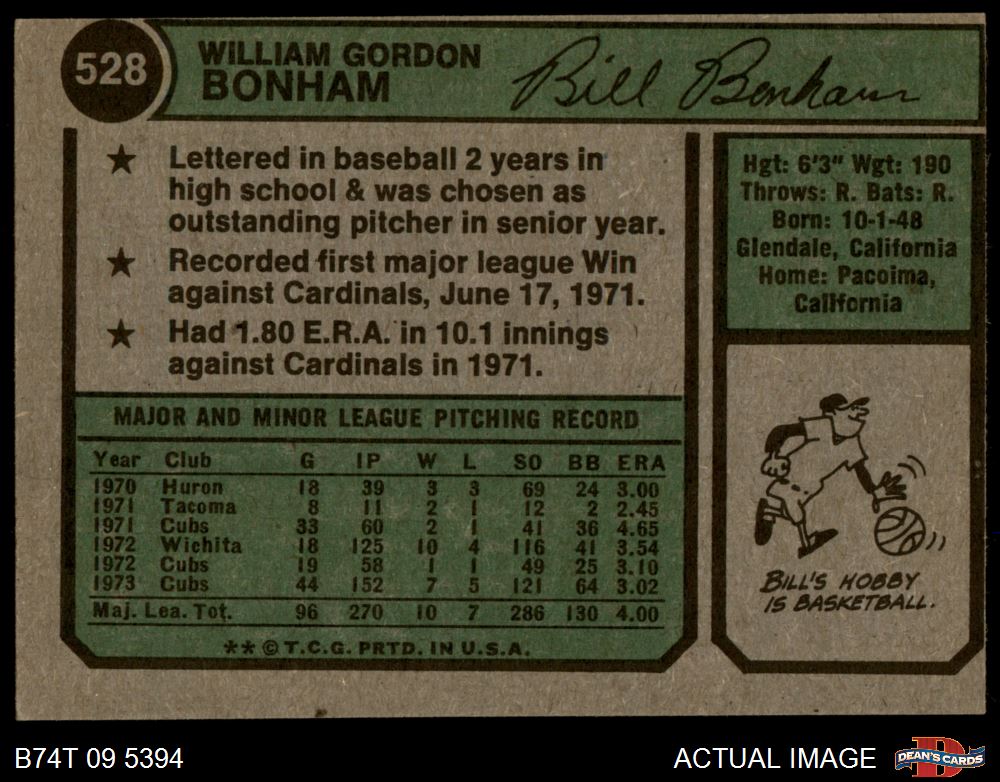 528
WILLIAM GORDON
BONHAM
Bill Bonham
★ Lettered in baseball 2 years in
high school & was chosen as
outstanding pitcher in senior year.
★ Recorded first major league Win
against Cardinals, June 17, 1971.
★ Had 1.80 E.R.A. in 10.1 innings
against Cardinals in 1971.
Hgt: 6'3" Wgt: 190
Throws: R. Bats: R.
Born: 10-1-48
Glendale, California
Home: Pacoima,
California
MAJOR AND MINOR LEAGUE PITCHING RECORD
Year Club G IP W L SO BB ERA
1970 Huron 18 39 3 3 69 24 3.00
1971 Tacoma 8 11 2 1 12 2 2.45
1971 Cubs 33 60 2 1 41 36 4.65
1972 Wichita 18 125 10 4 116 41 3.54
1972 Cubs 19 58 1 1 49 25 3.10
1973 Cubs 44 152 7 5 121 64 3.02
Maj. Lea. Tot. 96 270 10 7 286 130 4.00
** © T.C.G. PRTD. IN U.S.A.
BILL'S HOBBY
IS BASKETBALL.
B74T 09 5394
ACTUAL IMAGE
D
DEAN'S CARDS